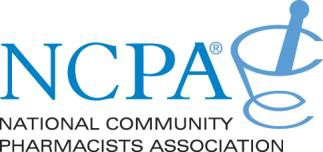 NCPA®
NATIONAL COMMUNITY
PHARMACISTS ASSOCIATION